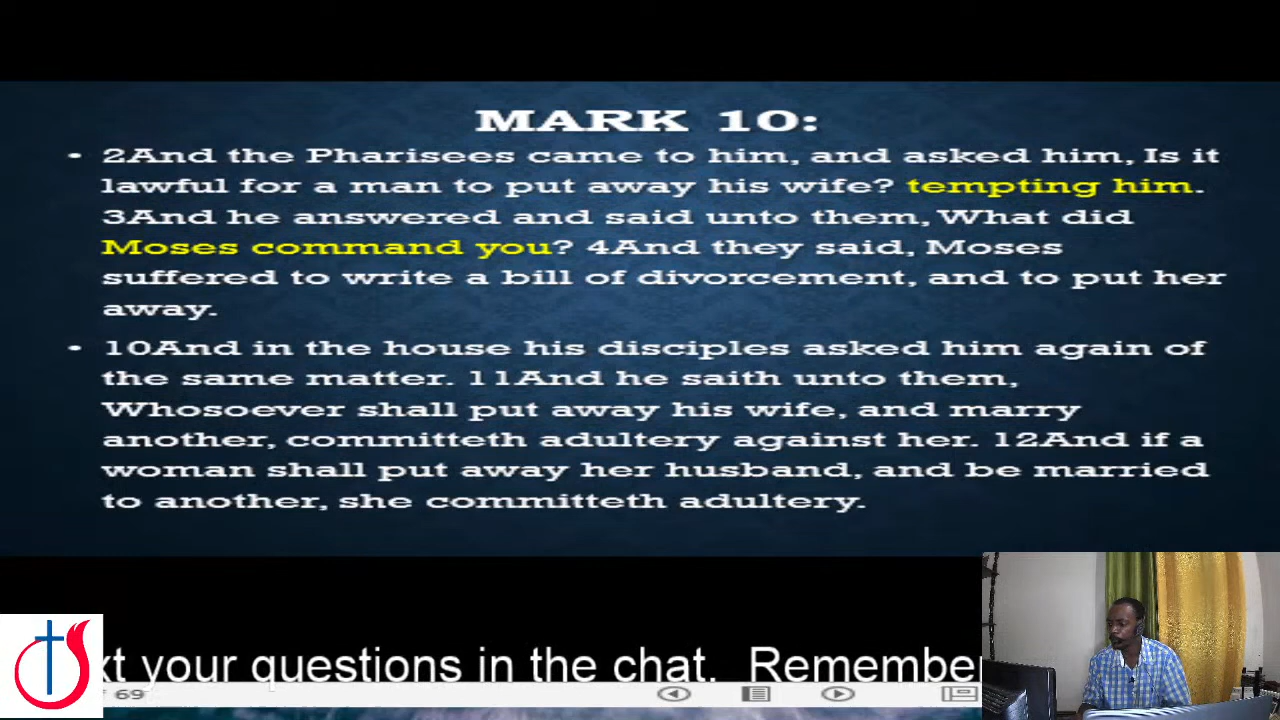 MARK 10:
• 2And the Pharisees came to him, and asked him, Is it
lawful for a man to put away his wife? tempting him.
3And he answered and said unto them, What did
Moses command you? 4And they said, Moses
suffered to write a bill of divorcement, and to put her
away.
• 10And in the house his disciples asked him again of
the same matter. 11And he saith unto them,
Whosoever shall put away his wife, and marry
another, committeth adultery against her. 12And if a
woman shall put away her husband, and be married
to another, she committeth adultery.
xt your questions in the chat. Remember
69